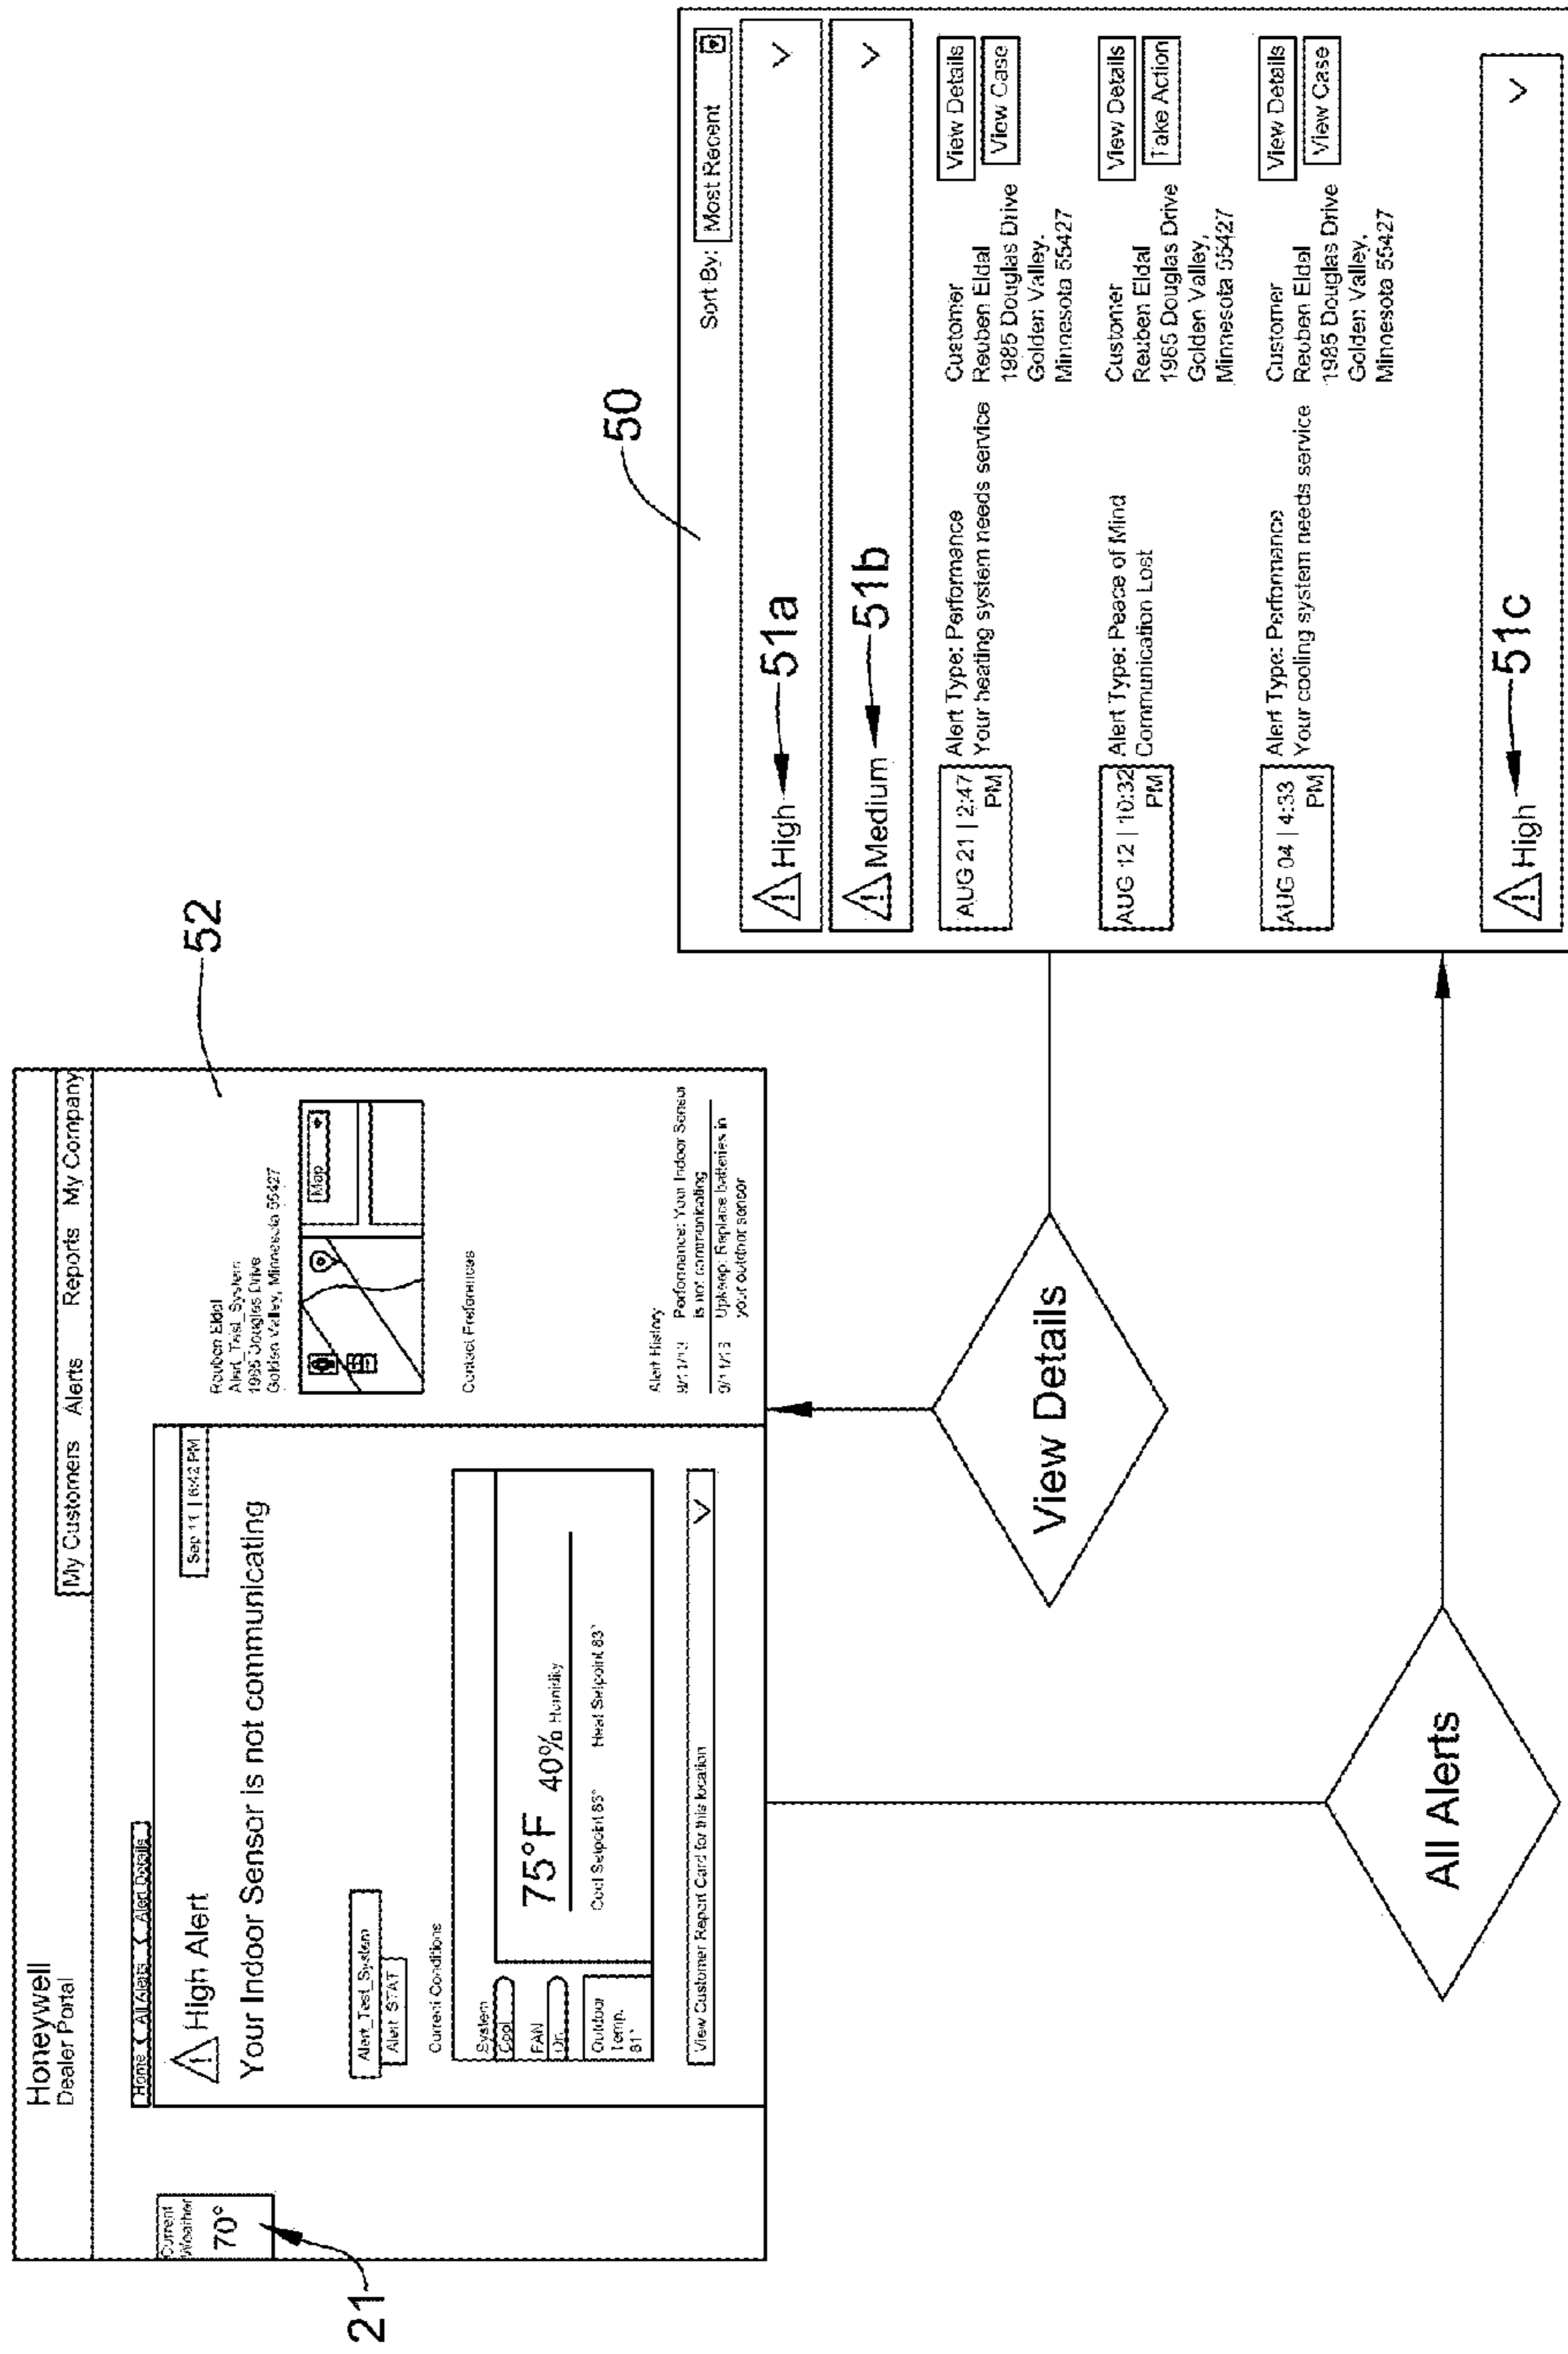 Honeywell
Dealer Portal
My Customers Alerts Reports My Company
Home All Alerts Alert Details
Current
Weather
70°
21
52
High Alert
Sep 11 | 6:42 PM
Your Indoor Sensor is not communicating
Alert_Test_System
Alert STAT
Current Conditions
System
Cool
FAN
On
Outdoor
Temp.
81°
75°F 40% Humidity
Cool Setpoint 85° Heat Setpoint 83°
View Customer Report Card for this location
Reuben Eldal
Alert_Test_System
1985 Douglas Drive
Golden Valley, Minnesota 55427
Map
Contact Preferences
Alert History
9/11/13 Performance: Your Indoor Sensor
is not communicating
9/11/13 Upkeep: Replace batteries in
your outdoor sensor
View Details
All Alerts
50
Sort By: Most Recent
High 51a
Medium 51b
AUG 21 | 2:47
PM
Alert Type: Performance
Your heating system needs service
Customer
Reuben Eldal
1985 Douglas Drive
Golden Valley,
Minnesota 55427
View Details
View Case
AUG 12 | 10:32
PM
Alert Type: Peace of Mind
Communication Lost
Customer
Reuben Eldal
1985 Douglas Drive
Golden Valley,
Minnesota 55427
View Details
Take Action
AUG 04 | 4:33
PM
Alert Type: Performance
Your cooling system needs service
Customer
Reuben Eldal
1985 Douglas Drive
Golden Valley,
Minnesota 55427
View Details
View Case
High 51c